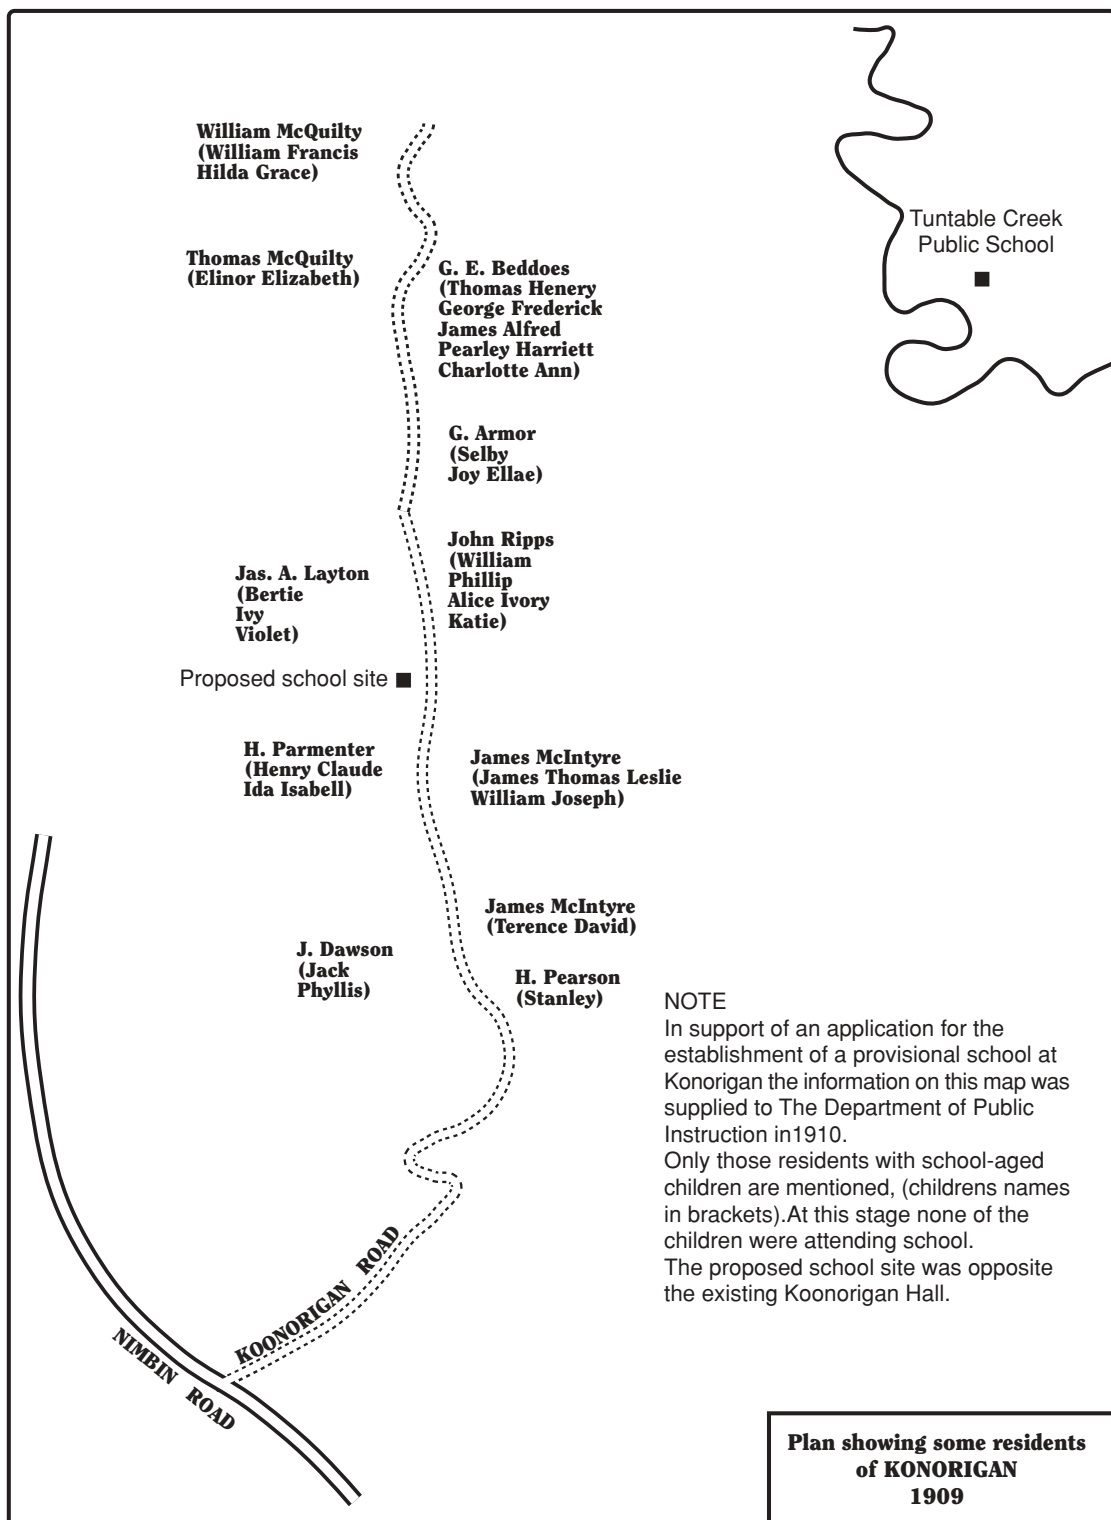 William McQuilty
(William Francis
Hilda Grace)
Tuntable Creek
Public School
Thomas McQuilty
(Elinor Elizabeth)
G. E. Beddoes
(Thomas Henery
George Frederick
James Alfred
Pearley Harriett
Charlotte Ann)
G. Armor
(Selby
Joy Ellae)
John Ripps
(William
Phillip
Alice Ivory
Katie)
Jas. A. Layton
(Bertie
Ivy
Violet)
Proposed school site
H. Parmenter
(Henry Claude
Ida Isabell)
James McIntyre
(James Thomas Leslie
William Joseph)
James McIntyre
(Terence David)
J. Dawson
(Jack
Phyllis)
H. Pearson
(Stanley)
NOTE
In support of an application for the
establishment of a provisional school at
Konorigan the information on this map was
supplied to The Department of Public
Instruction in1910.
Only those residents with school-aged
children are mentioned, (childrens names
in brackets).At this stage none of the
children were attending school.
The proposed school site was opposite
the existing Koonorigan Hall.
KOONORIGAN ROAD
NIMBIN ROAD
Plan showing some residents
of KONORIGAN
1909